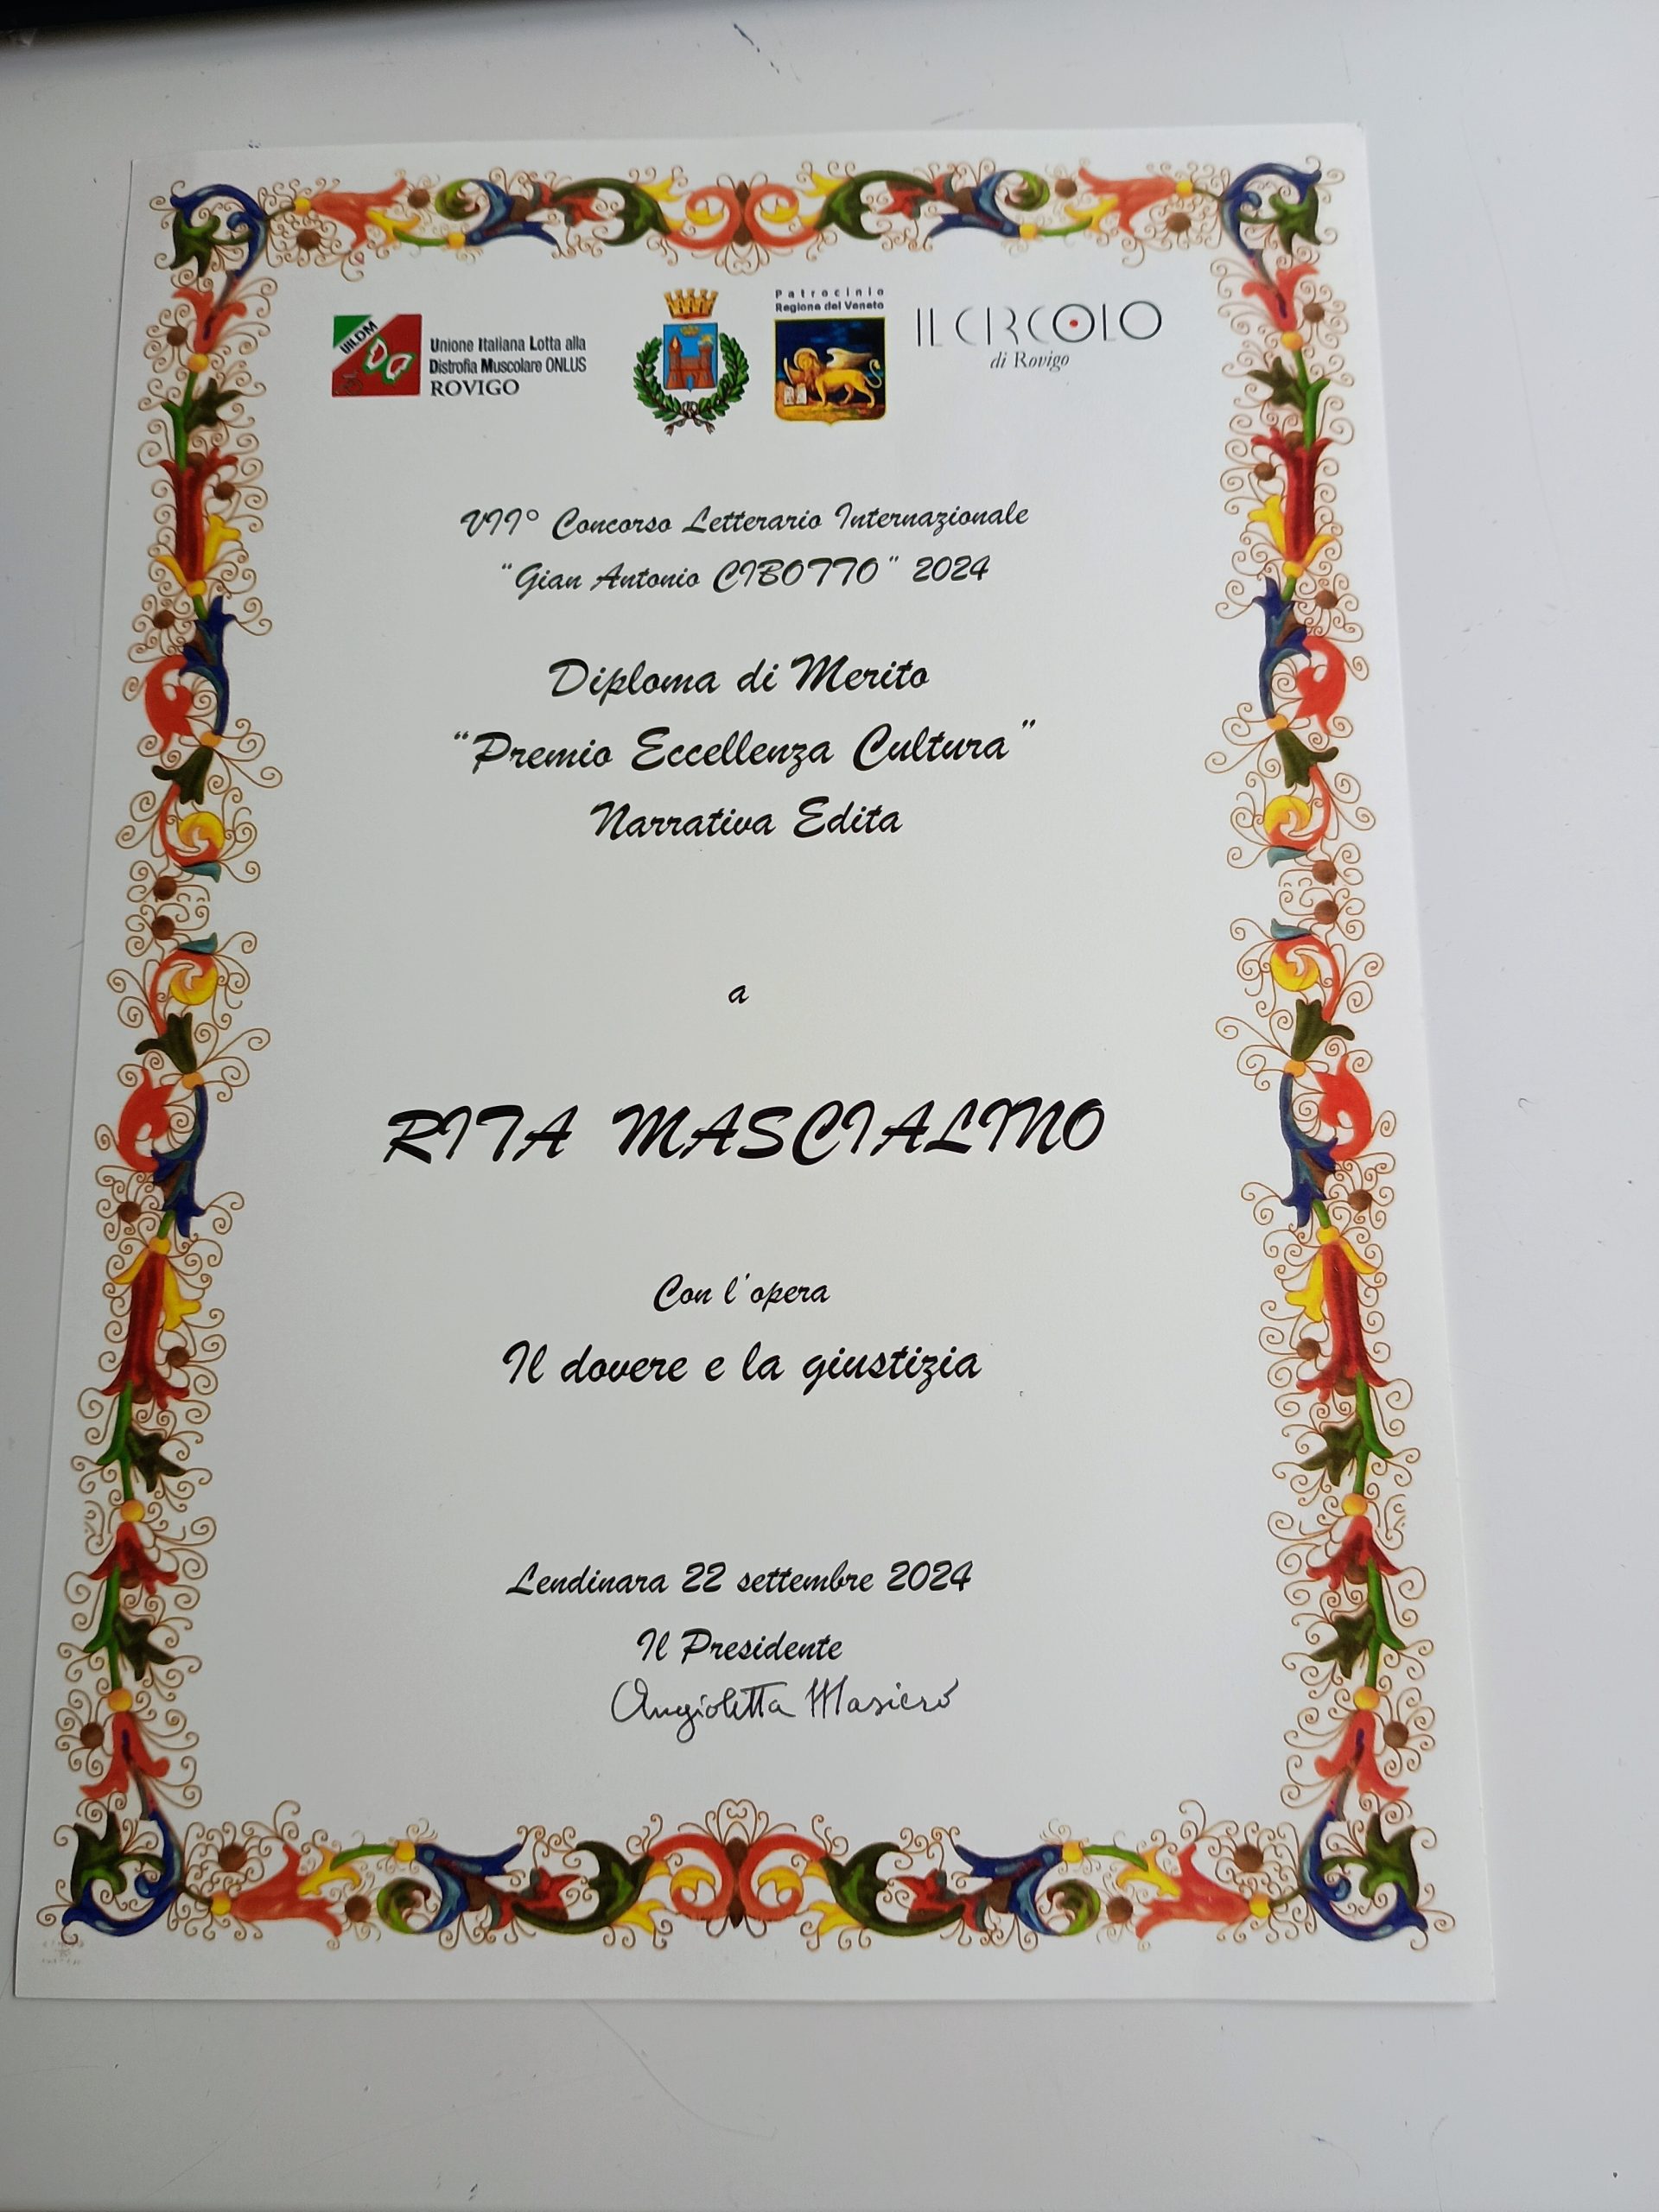 UILDM
Unione Italiana Lotta alla
Distrofia Muscolare ONLUS
ROVIGO
Patrocinio
Regione del Veneto
IL CIRCOLO
di Rovigo
VII° Concorso Letterario Internazionale
"Gian Antonio CIBOTTO" 2024
Diploma di Merito
"Premio Eccellenza Cultura"
Narrativa Edita
a
RITA MASCIALINO
Con l'opera
Il dovere e la giustizia
Lendinara 22 settembre 2024
Il Presidente
Angioletta Masiero